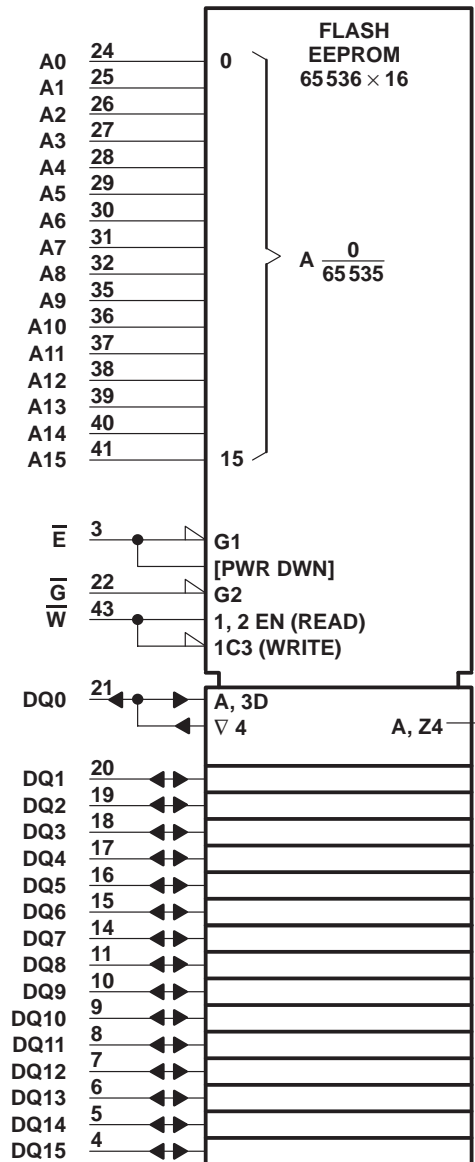 FLASH
EEPROM
65 536 × 16
A0 24 0
A1 25
A2 26
A3 27
A4 28
A5 29
A6 30
A7 31
A8 32
A 0
65 535
A9 35
A10 36
A11 37
A12 38
A13 39
A14 40
A15 41 15
E̅ 3 G1
[PWR DWN]
G̅ 22 G2
W̅ 43 1, 2 EN (READ)
1C3 (WRITE)
DQ0 21 A, 3D
∇ 4 A, Z4
DQ1 20
DQ2 19
DQ3 18
DQ4 17
DQ5 16
DQ6 15
DQ7 14
DQ8 11
DQ9 10
DQ10 9
DQ11 8
DQ12 7
DQ13 6
DQ14 5
DQ15 4